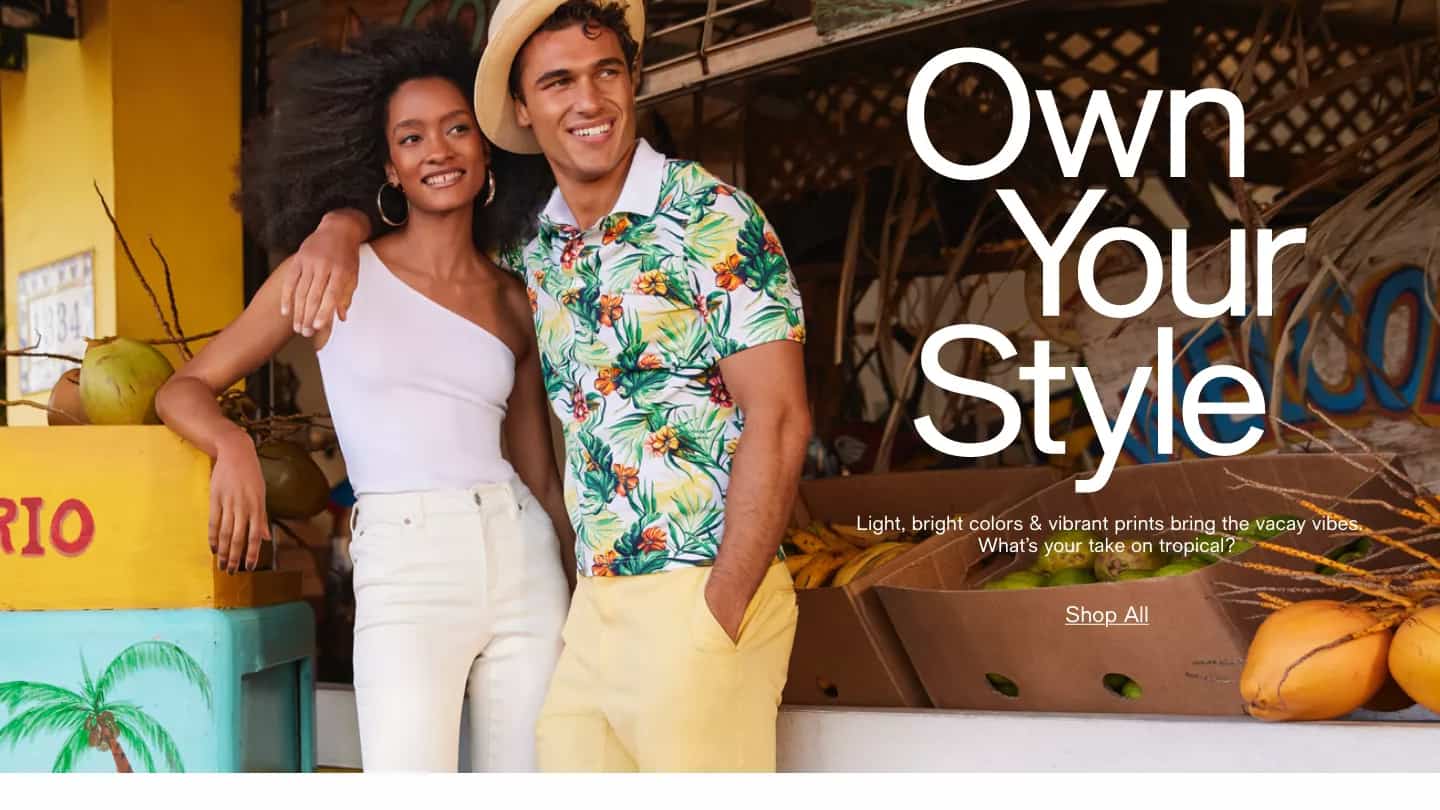 Own
Your
Style
Light, bright colors & vibrant prints bring the vacay vibes.
What's your take on tropical?
Shop All
RIO